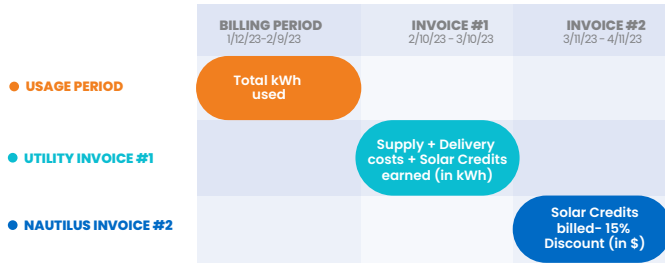 BILLING PERIOD
1/12/23-2/9/23
INVOICE #1
2/10/23 - 3/10/23
INVOICE #2
3/11/23 - 4/11/23
USAGE PERIOD
Total kWh
used
UTILITY INVOICE #1
Supply + Delivery
costs + Solar Credits
earned (in kWh)
NAUTILUS INVOICE #2
Solar Credits
billed- 15%
Discount (in $)